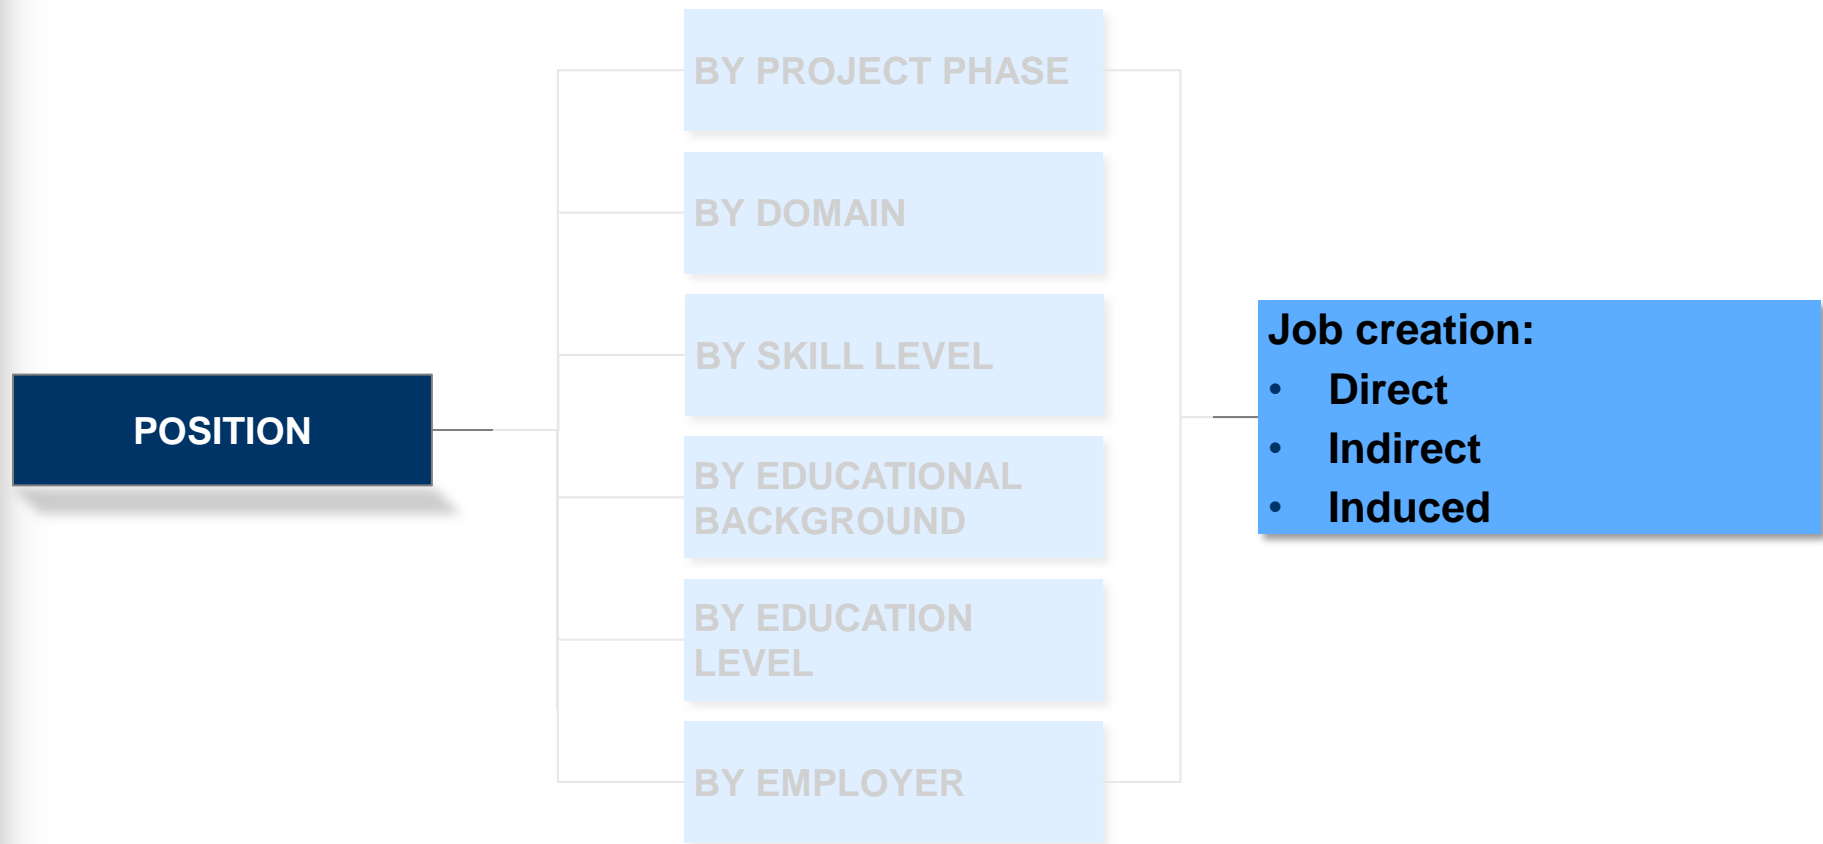 POSITION
BY PROJECT PHASE
BY DOMAIN
BY SKILL LEVEL
BY EDUCATIONAL
BACKGROUND
BY EDUCATION
LEVEL
BY EMPLOYER
Job creation:
• Direct
• Indirect
• Induced